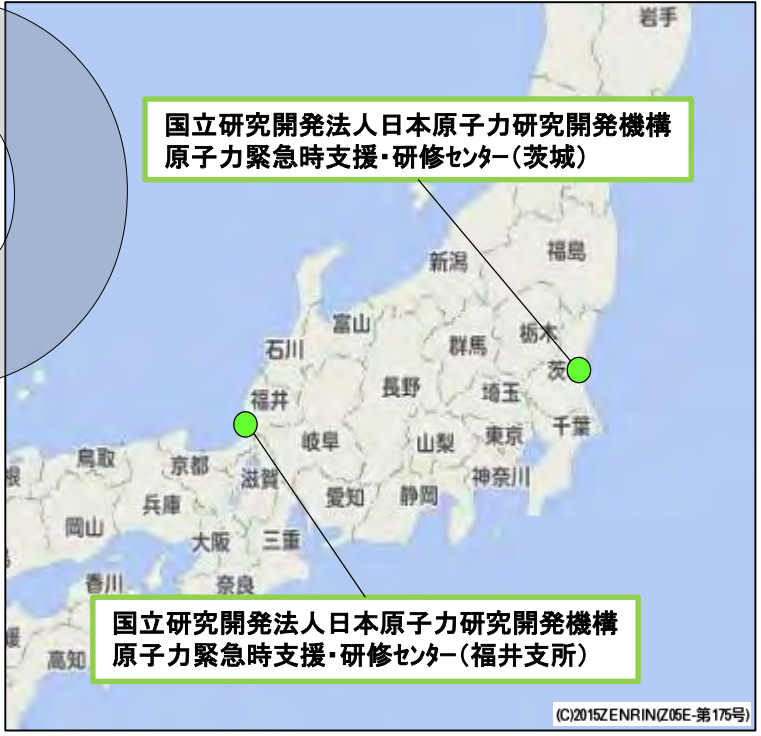 岩手
国立研究開発法人日本原子力研究開発機構
原子力緊急時支援・研修センター（茨城）
福島
新潟
富山
栃木
石川
群馬
茨
長野
福井
埼玉
岐阜
山梨
東京
千葉
鳥取
京都
滋賀
神奈川
兵庫
愛知
静岡
岡山
大阪
三重
香川
奈良
国立研究開発法人日本原子力研究開発機構
原子力緊急時支援・研修センター（福井支所）
高知
(C)2015ZENRIN(Z05E-第175号)